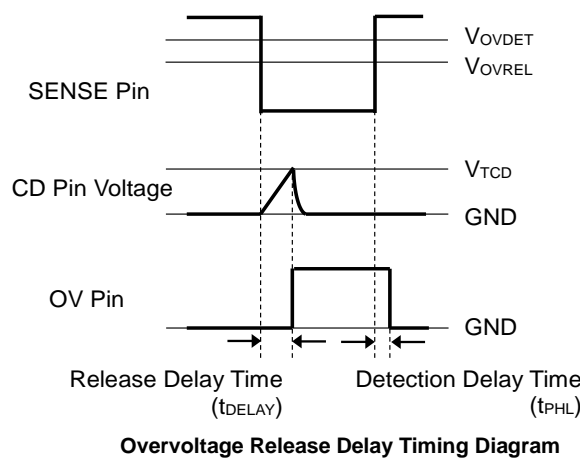 VOVDET
VOVREL
SENSE Pin
VTCD
CD Pin Voltage
GND
OV Pin
GND
Release Delay Time
(tDELAY)
Detection Delay Time
(tPHL)
Overvoltage Release Delay Timing Diagram